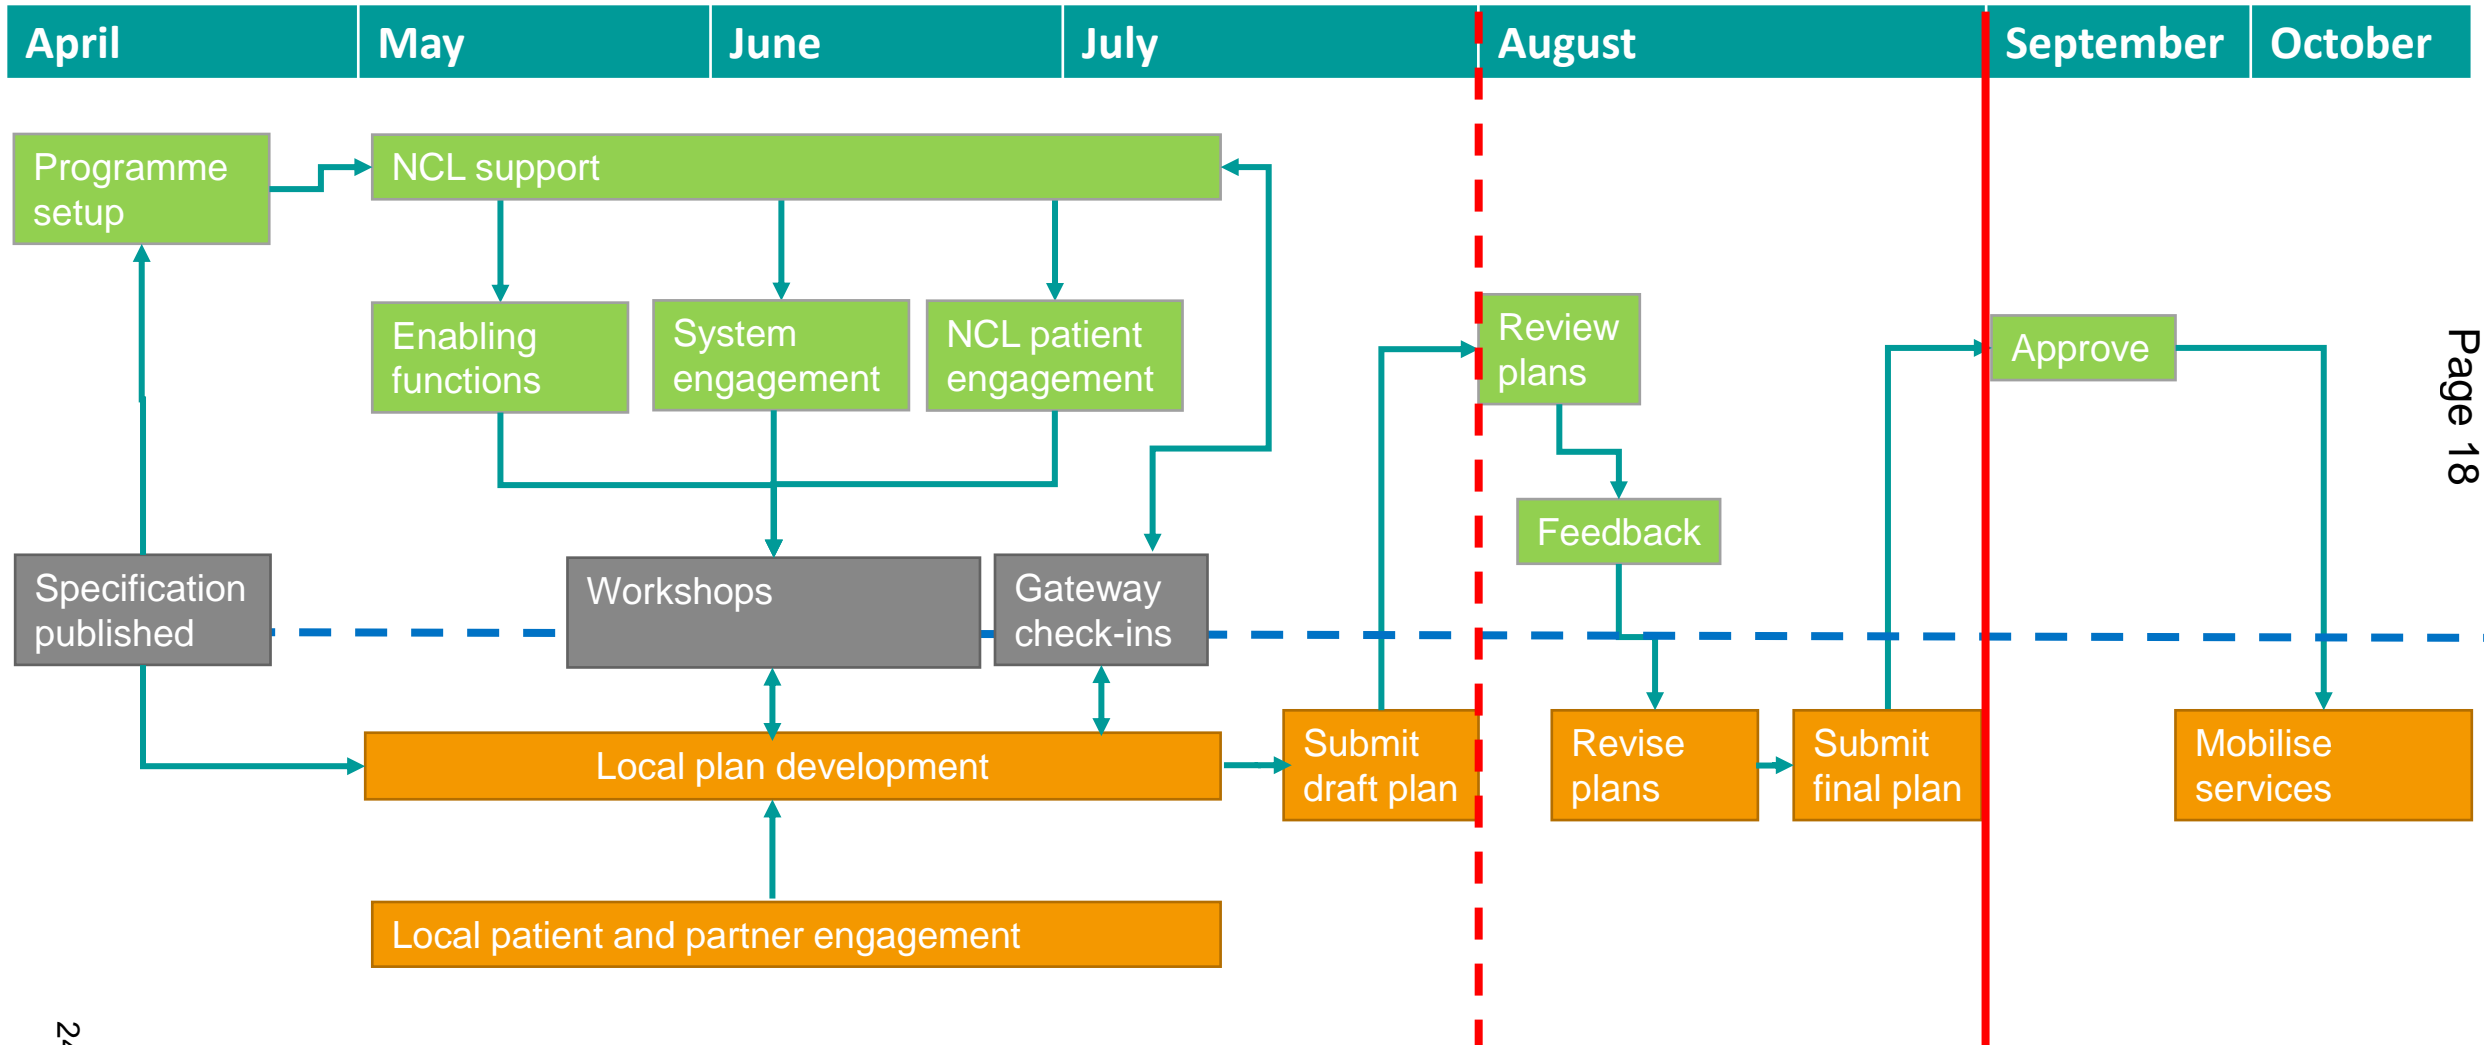 April
May
June
July
August
September
October
Programme
setup
NCL support
Enabling
functions
System
engagement
NCL patient
engagement
Review
plans
Approve
Page 18
Feedback
Specification
published
Workshops
Gateway
check-ins
Local plan development
Submit
draft plan
Revise
plans
Submit
final plan
Mobilise
services
Local patient and partner engagement
24